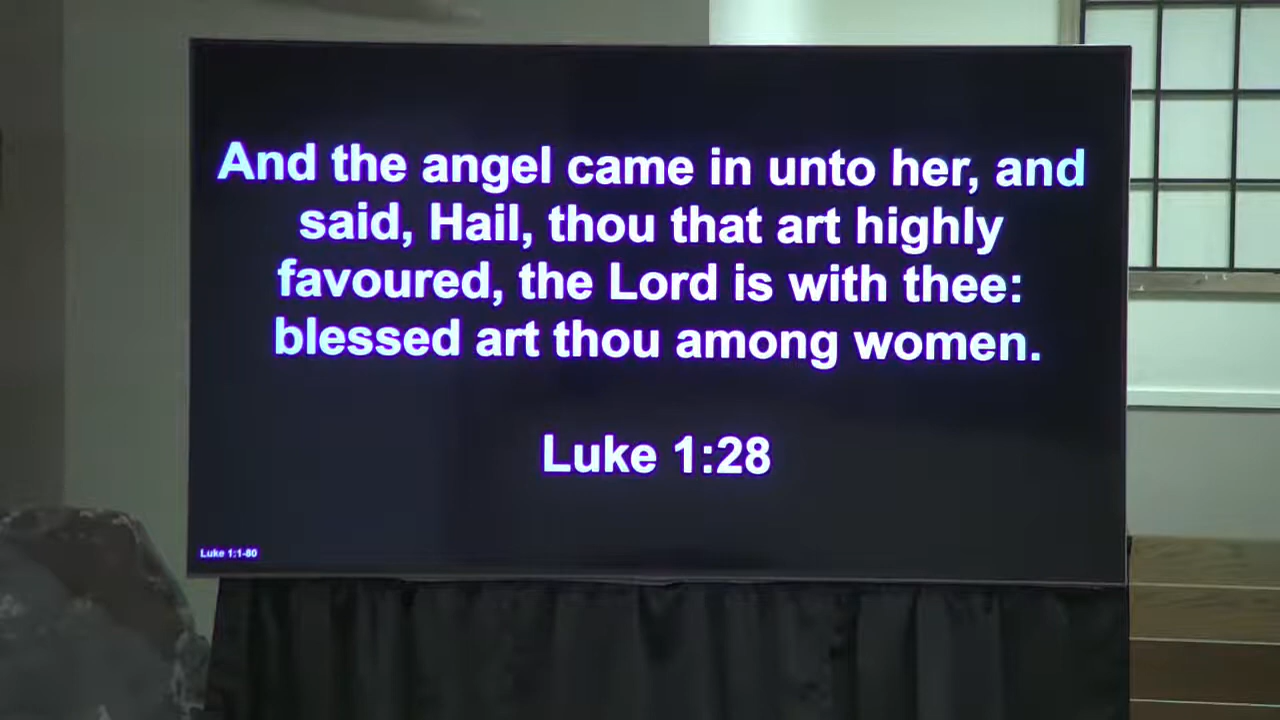 And the angel came in unto her, and
said, Hail, thou that art highly
favoured, the Lord is with thee:
blessed art thou among women.
Luke 1:28
Luke 1:1-80